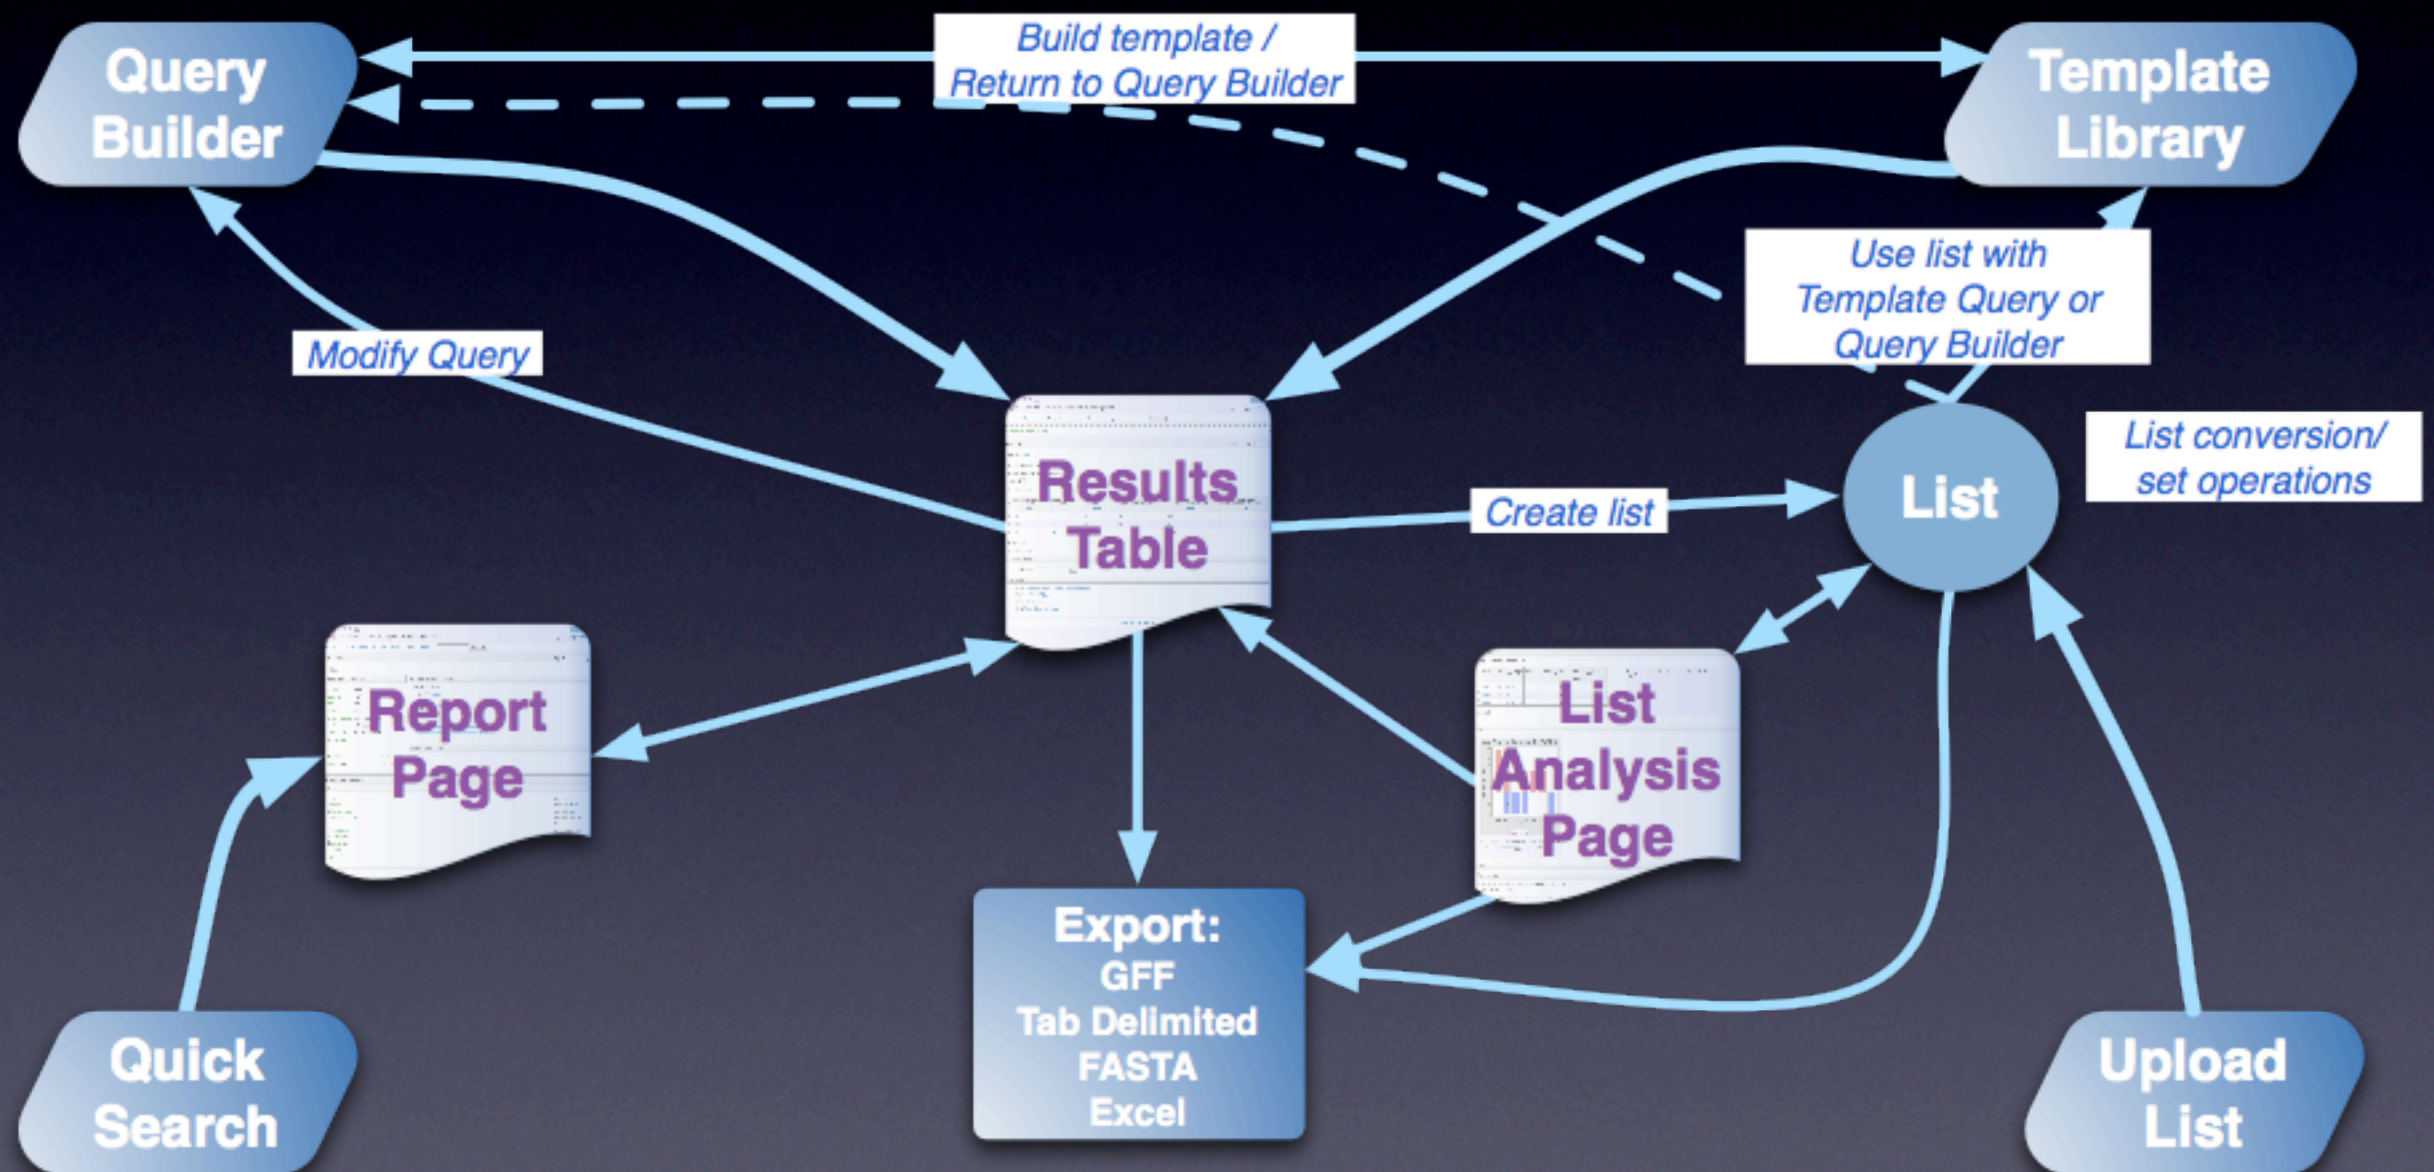 Query
Builder
Build template /
Return to Query Builder
Template
Library
Use list with
Template Query or
Query Builder
Modify Query
Results
Table
Create list
List
List conversion/
set operations
Report
Page
List
Analysis
Page
Export:
GFF
Tab Delimited
FASTA
Excel
Quick
Search
Upload
List